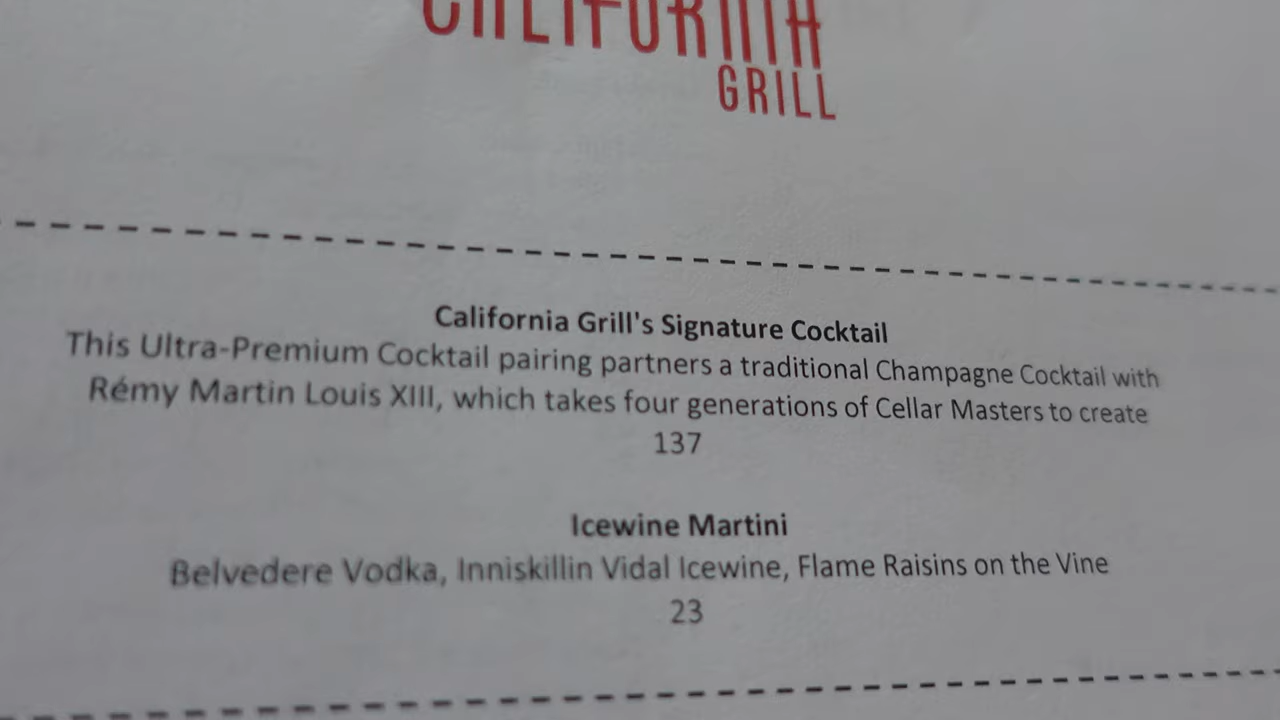 CALIFORNIA
GRILL
California Grill's Signature Cocktail
This Ultra-Premium Cocktail pairing partners a traditional Champagne Cocktail with
Rémy Martin Louis XIII, which takes four generations of Cellar Masters to create
137
Icewine Martini
Belvedere Vodka, Inniskillin Vidal Icewine, Flame Raisins on the Vine
23